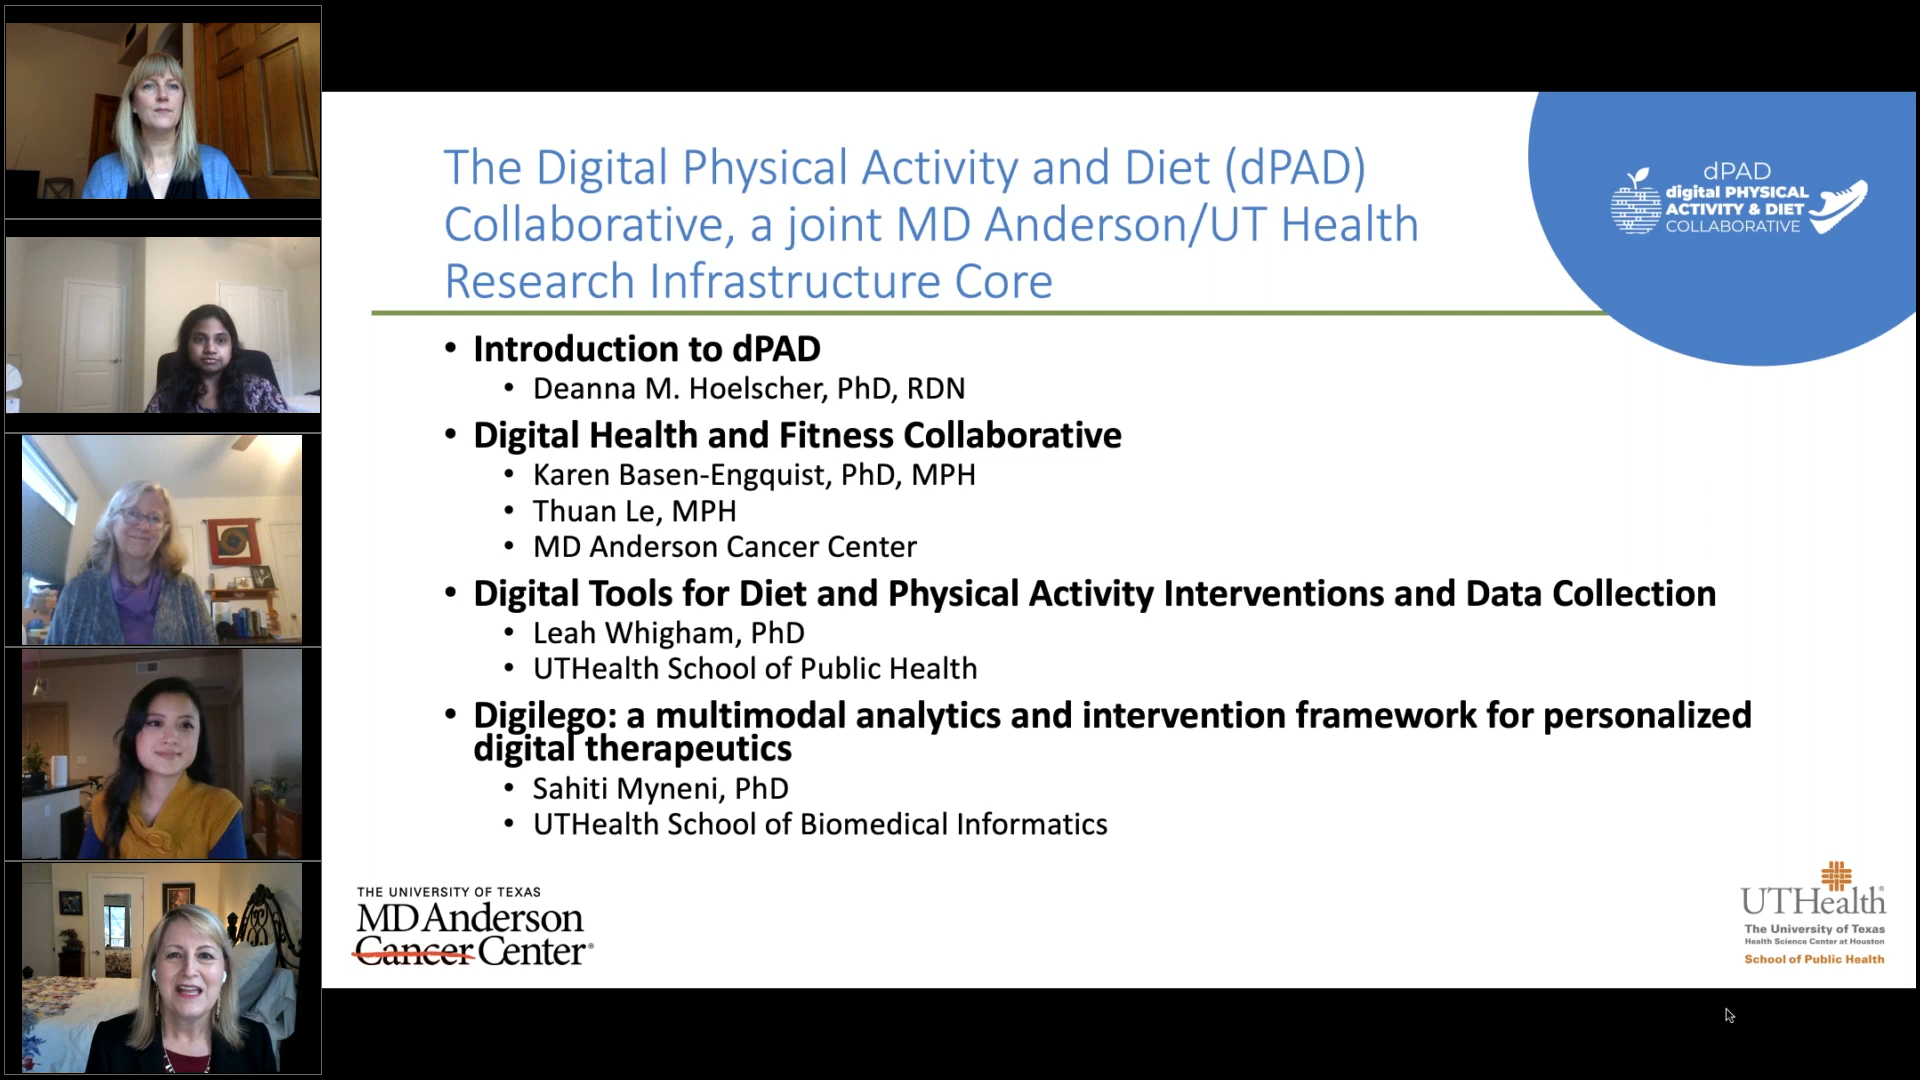 The Digital Physical Activity and Diet (dPAD)
Collaborative, a joint MD Anderson/UT Health
Research Infrastructure Core
dPAD
digital PHYSICAL
ACTIVITY & DIET
COLLABORATIVE
• Introduction to dPAD
• Deanna M. Hoelscher, PhD, RDN
• Digital Health and Fitness Collaborative
• Karen Basen-Engquist, PhD, MPH
• Thuan Le, MPH
• MD Anderson Cancer Center
• Digital Tools for Diet and Physical Activity Interventions and Data Collection
• Leah Whigham, PhD
• UTHealth School of Public Health
• Digilego: a multimodal analytics and intervention framework for personalized
digital therapeutics
• Sahiti Myneni, PhD
• UTHealth School of Biomedical Informatics
THE UNIVERSITY OF TEXAS
MD Anderson
Cancer Center®
UTHealth®
The University of Texas
Health Science Center at Houston
School of Public Health